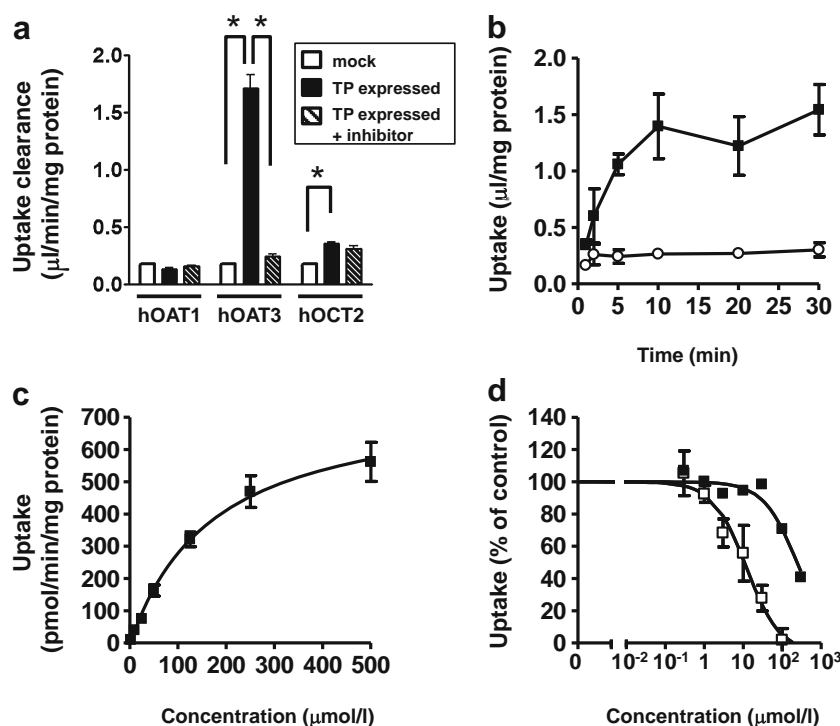 a
Uptake clearance
(μl/min/mg protein)
2.0
1.5
1.0
0.5
0.0
* *
*
mock
TP expressed
TP expressed
+ inhibitor
hOAT1 hOAT3 hOCT2
b
Uptake (μl/mg protein)
2.0
1.5
1.0
0.5
0.0
0 5 10 15 20 25 30
Time (min)
c
Uptake
(pmol/min/mg protein)
700
600
500
400
300
200
100
0
0 100 200 300 400 500
Concentration (μmol/l)
d
Uptake (% of control)
140
120
100
80
60
40
20
0
0 10⁻² 10⁻¹ 1 10 10² 10³
Concentration (μmol/l)